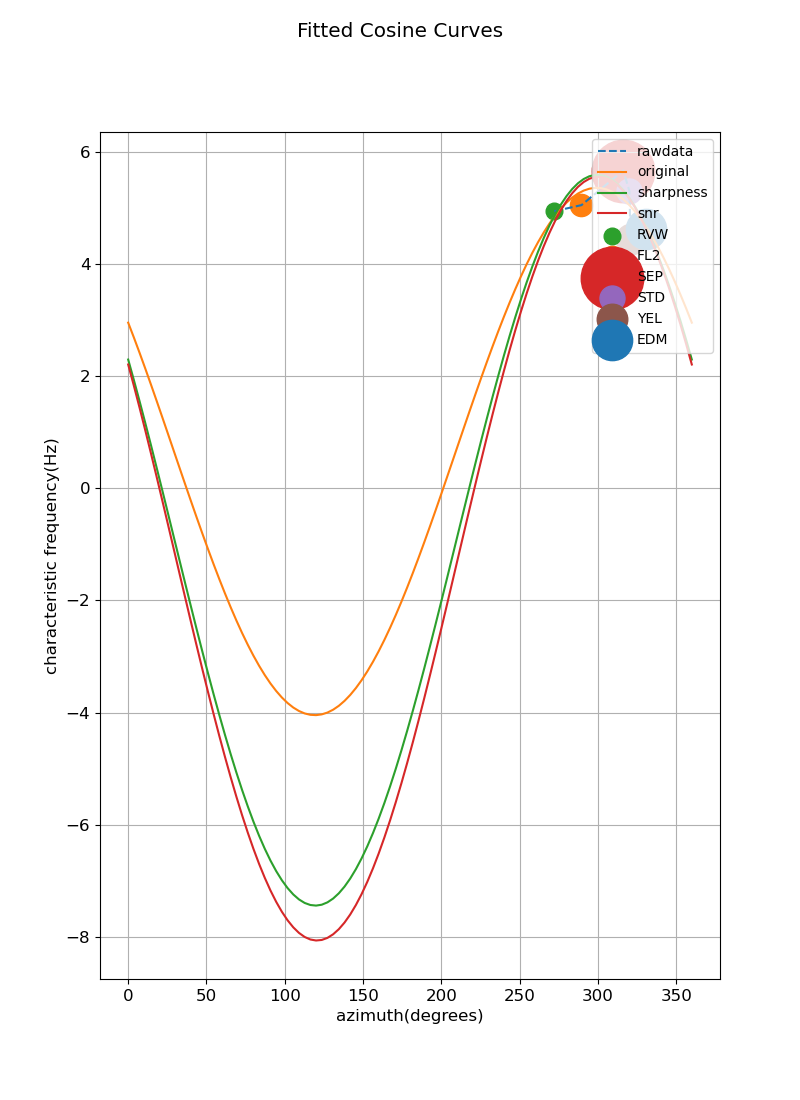 Fitted Cosine Curves
6
4
2
0
−2
−4
−6
−8
characteristic frequency(Hz)
0 50 100 150 200 250 300 350
azimuth(degrees)
rawdata
original
sharpness
snr
RVW
FL2
SEP
STD
YEL
EDM